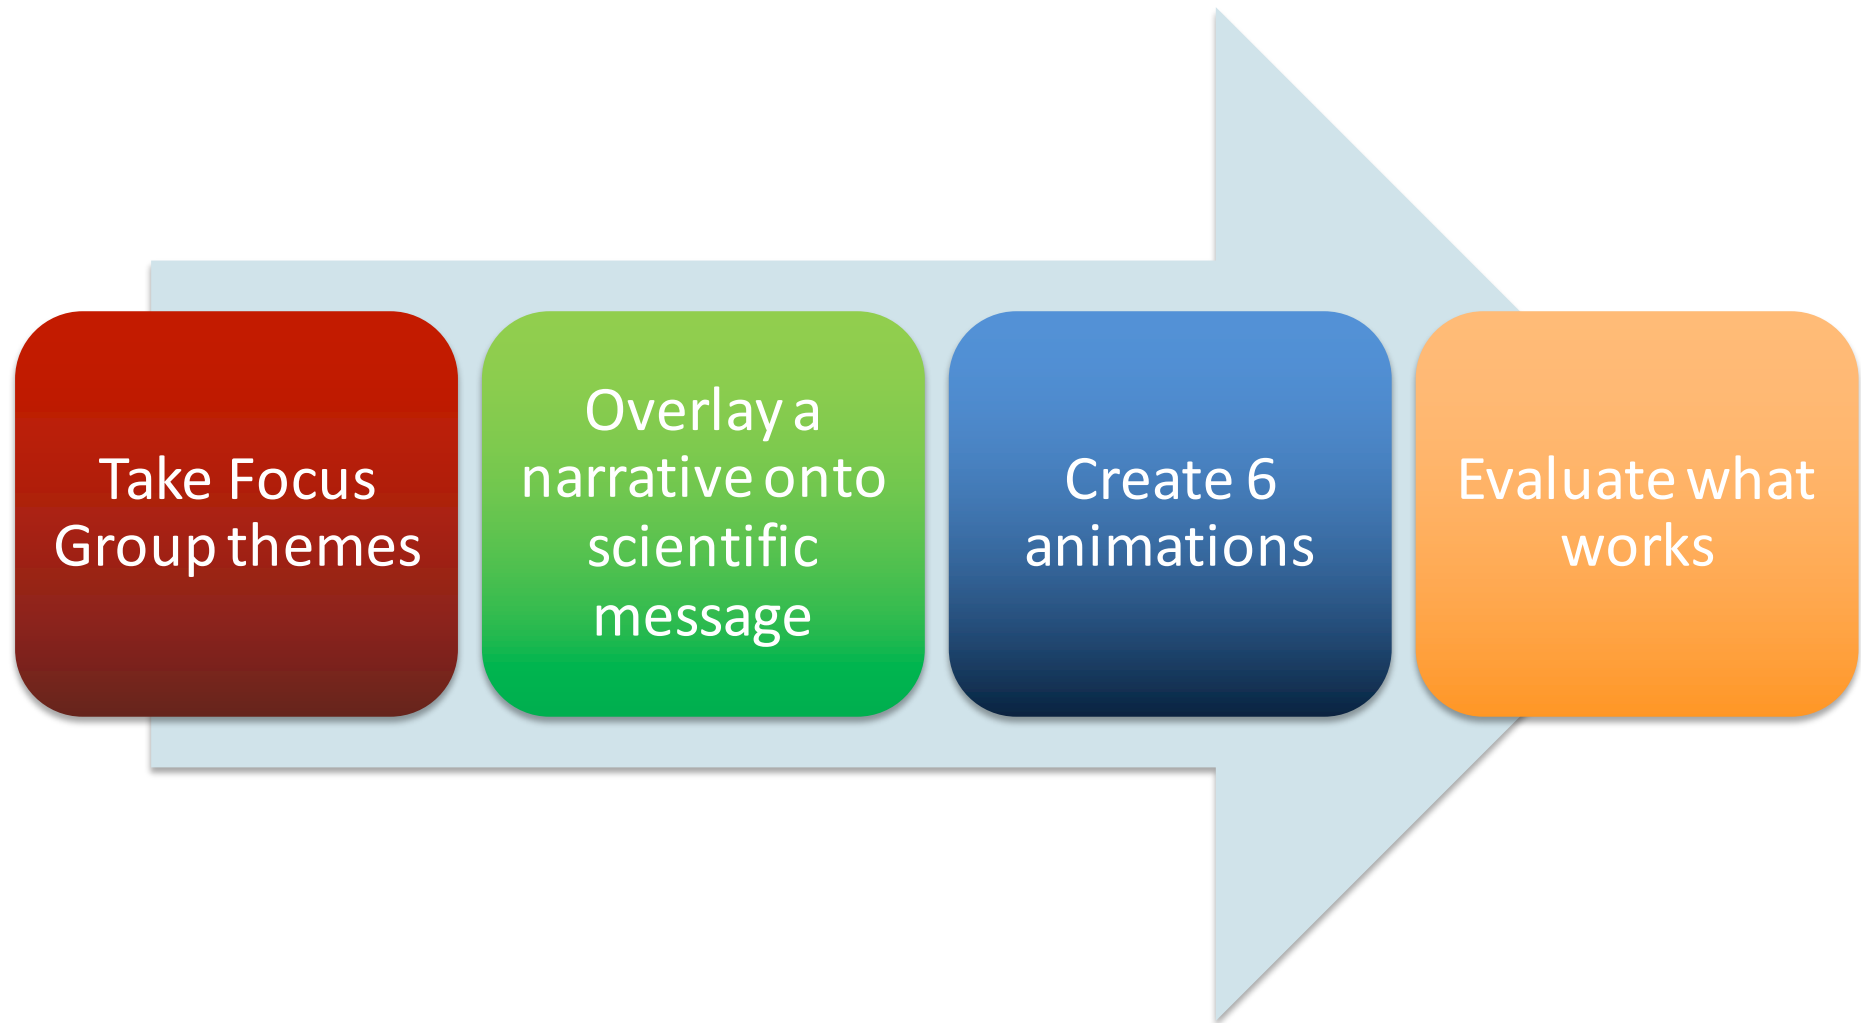 Take Focus
Group themes
Overlay a
narrative onto
scientific
message
Create 6
animations
Evaluate what
works